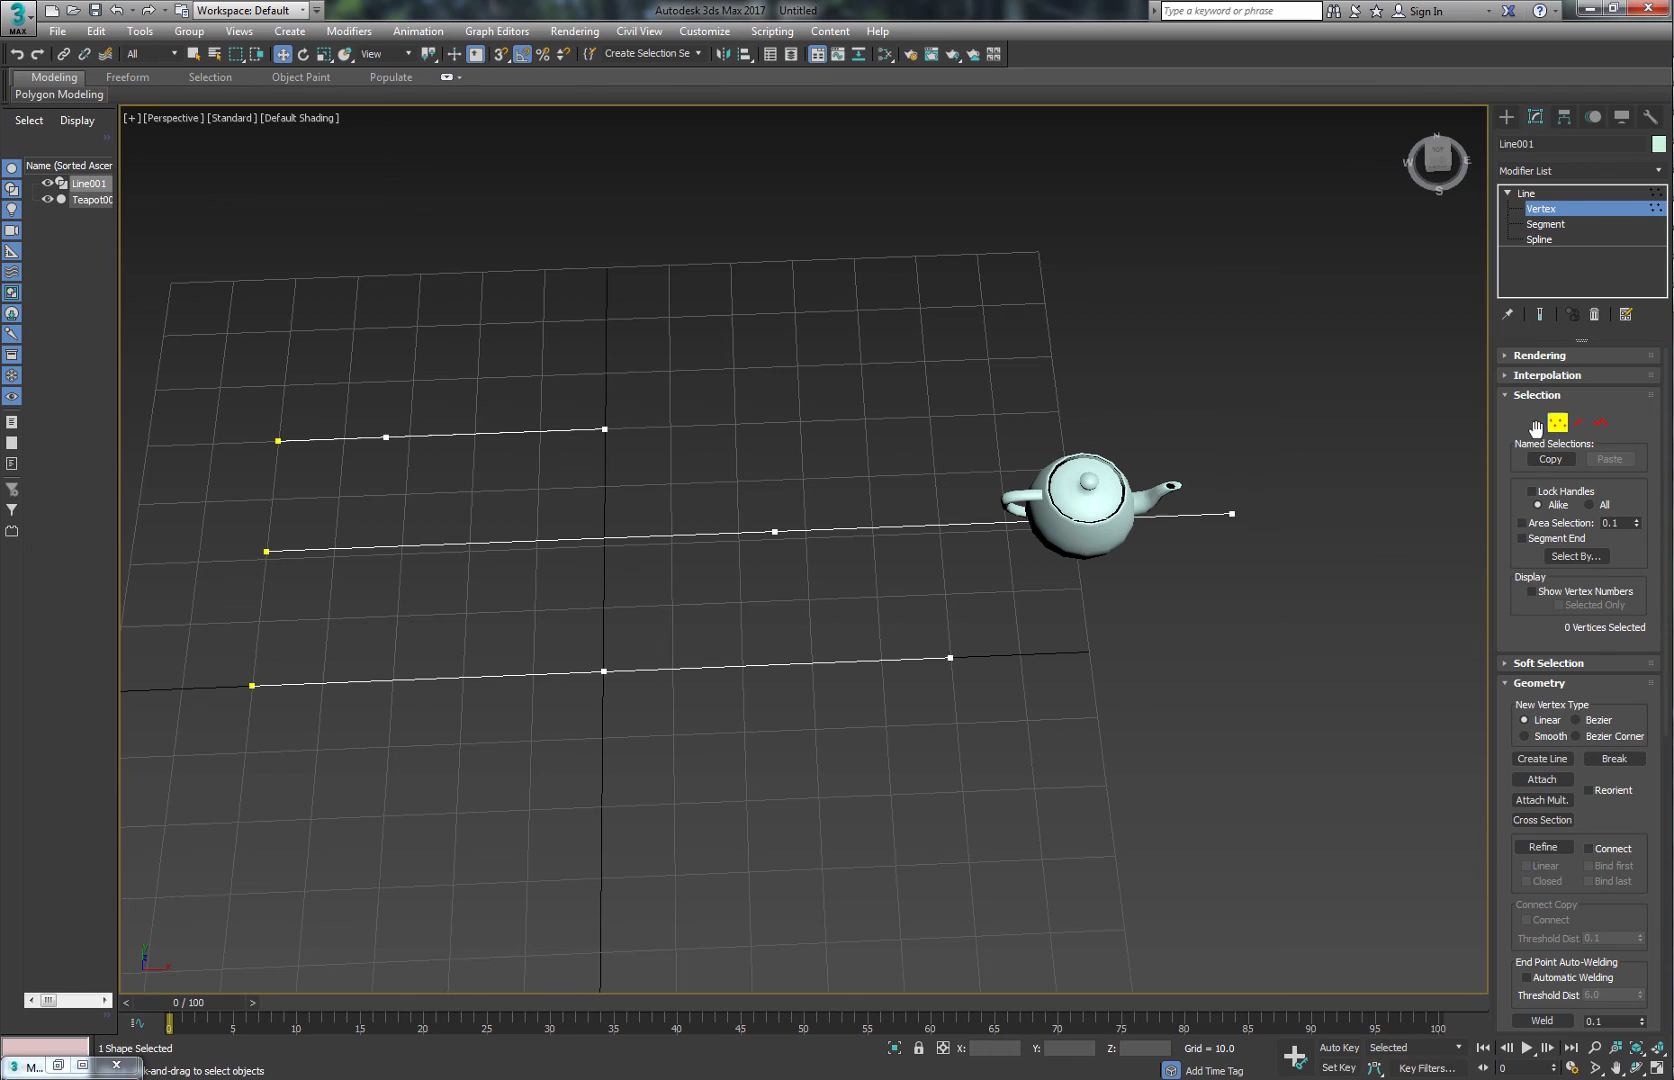 Workspace: Default
Autodesk 3ds Max 2017 Untitled
Type a keyword or phrase
Sign In
MAX
File Edit Tools Group Views Create Modifiers Animation Graph Editors Rendering Civil View Customize Scripting Content Help
All
View
Create Selection Se
Modeling Freeform Selection Object Paint Populate
Polygon Modeling
Select Display
[+] [Perspective] [Standard] [Default Shading]
Name (Sorted Ascer
Line001
Teapot00
N
W
E
S
TOP
Line001
Modifier List
Line
Vertex
Segment
Spline
Rendering
Interpolation
Selection
Named Selections:
Copy Paste
Lock Handles
Alike All
Area Selection: 0.1
Segment End
Select By...
Display
Show Vertex Numbers
Selected Only
0 Vertices Selected
Soft Selection
Geometry
New Vertex Type
Linear Bezier
Smooth Bezier Corner
Create Line Break
Attach
Reorient
Attach Mult.
Cross Section
Refine Connect
Linear Bind first
Closed Bind last
Connect Copy
Connect
Threshold Dist 0.1
End Point Auto-Welding
Automatic Welding
Threshold Dist 6.0
Weld 0.1
y
z
x
0 / 100
0 5 10 15 20 25 30 35 40 45 50 55 60 65 70 75 80 85 90 95 100
1 Shape Selected
X: Y: Z: Grid = 10.0
Auto Key Selected
M...
k-and-drag to select objects
Add Time Tag
Set Key Key Filters...
0